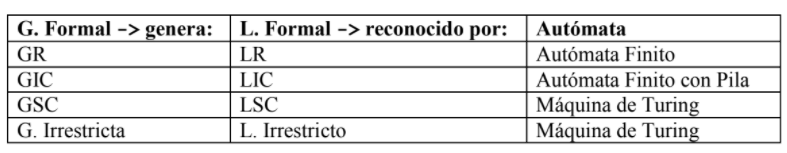 G. Formal –> genera: L. Formal –> reconocido por: Autómata
GR LR Autómata Finito
GIC LIC Autómata Finito con Pila
GSC LSC Máquina de Turing
G. Irrestricta L. Irrestricto Máquina de Turing